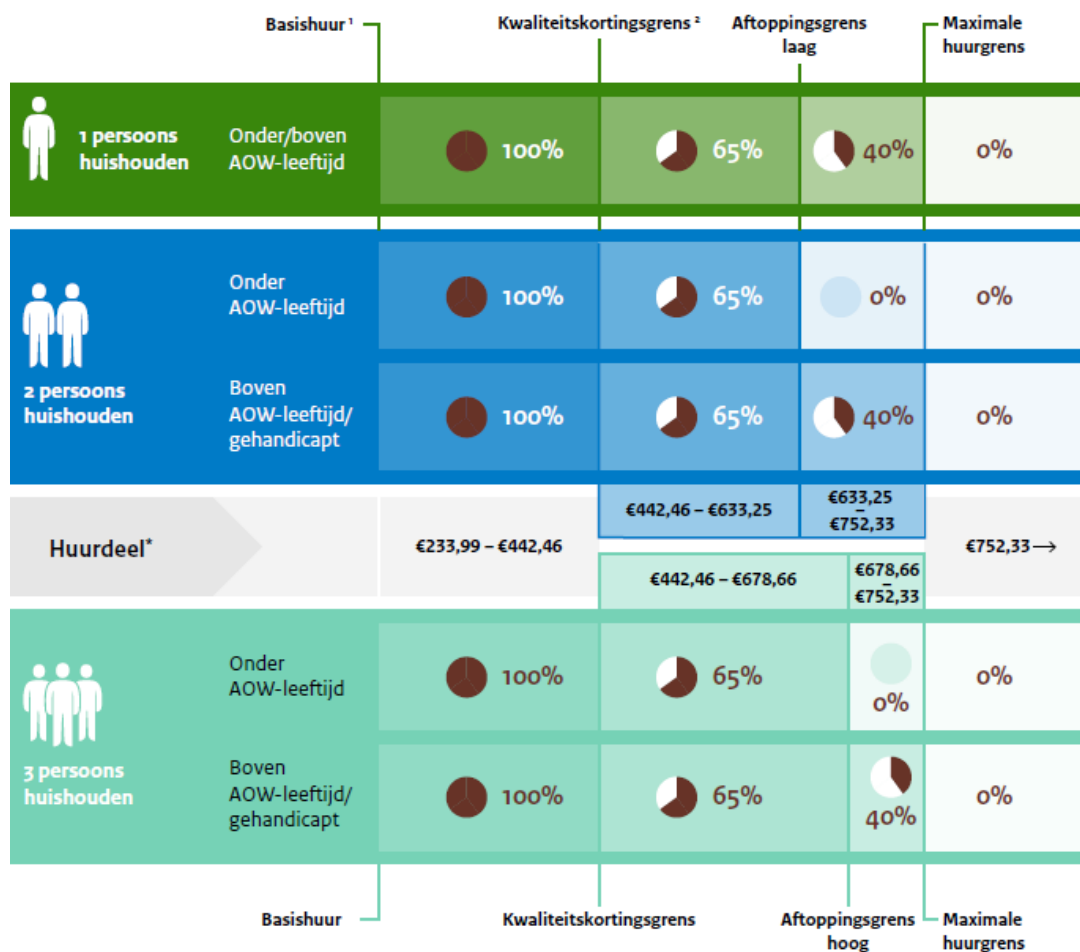 Basishuur ¹
Kwaliteitskortingsgrens ²
Aftoppingsgrens
laag
Maximale
huurgrens
1 persoons
huishouden
Onder/boven
AOW-leeftijd
100%
65%
40%
0%
Onder
AOW-leeftijd
100%
65%
0%
0%
2 persoons
huishouden
Boven
AOW-leeftijd/
gehandicapt
100%
65%
40%
0%
Huurdeel*
€233,99 – €442,46
€442,46 – €633,25
€633,25
–
€752,33
€752,33→
€442,46 – €678,66
€678,66
–
€752,33
Onder
AOW-leeftijd
100%
65%
0%
0%
3 persoons
huishouden
Boven
AOW-leeftijd/
gehandicapt
100%
65%
40%
0%
Basishuur
Kwaliteitskortingsgrens
Aftoppingsgrens
hoog
Maximale
huurgrens